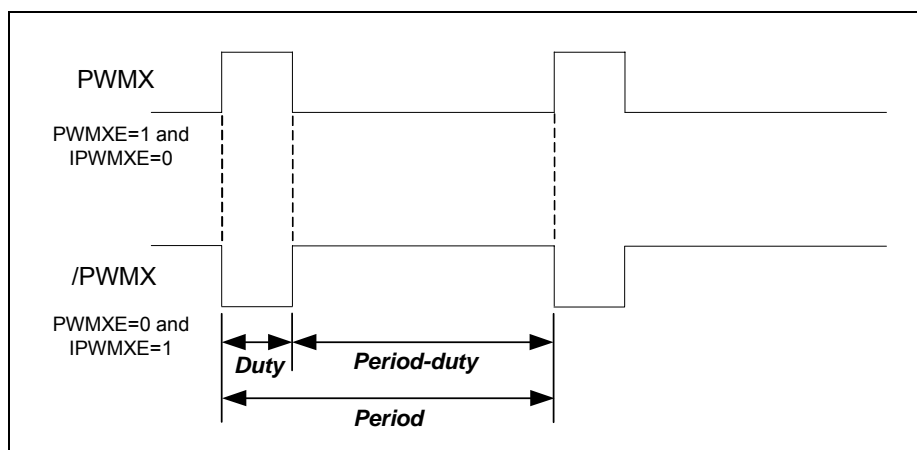 PWMX
PWMXE=1 and
IPWMXE=0
/PWMX
PWMXE=0 and
IPWMXE=1
Duty
Period-duty
Period